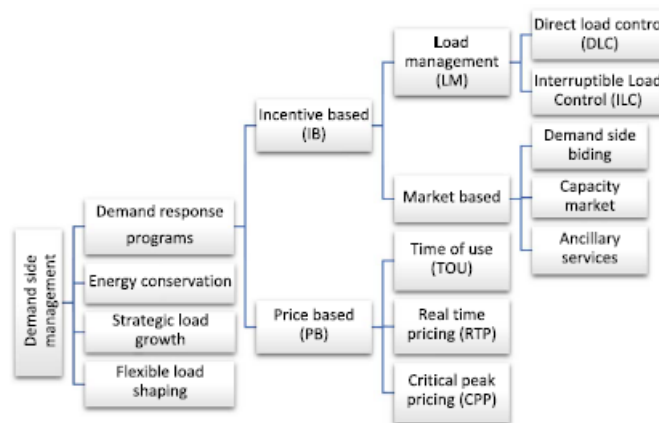 Demand side
management
Demand response
programs
Energy conservation
Strategic load
growth
Flexible load
shaping
Incentive based
(IB)
Price based
(PB)
Load
management
(LM)
Market based
Time of use
(TOU)
Real time
pricing (RTP)
Critical peak
pricing (CPP)
Direct load control
(DLC)
Interruptible Load
Control (ILC)
Demand side
biding
Capacity
market
Ancillary
services